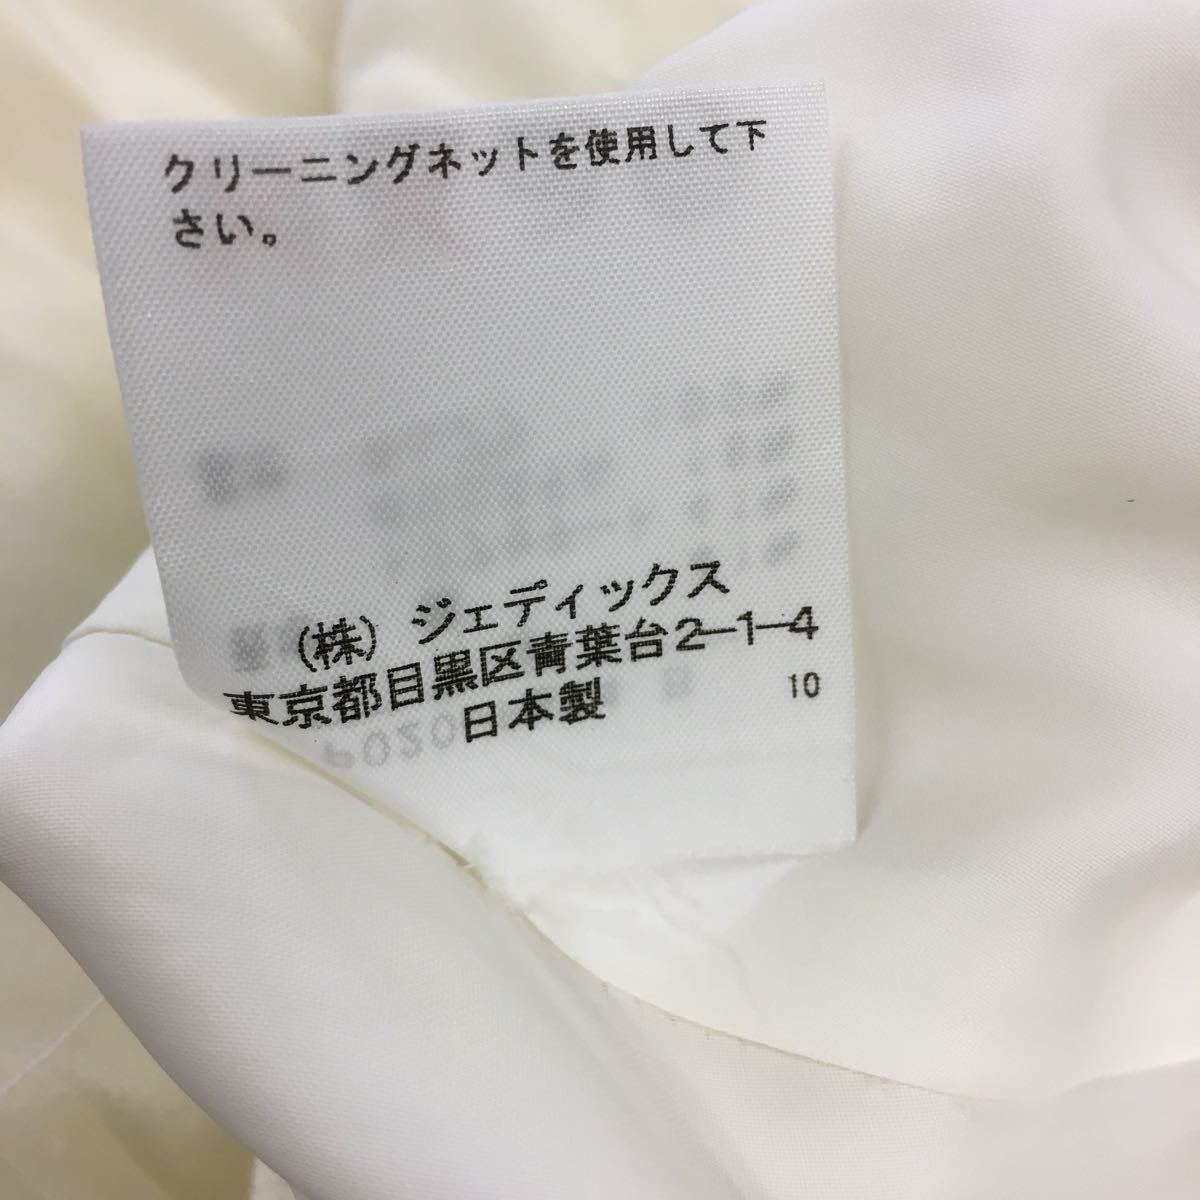 クリーニングネットを使用して下
さい。
(株) ジェディックス
東京都目黒区青葉台2-1-4
日本製
10